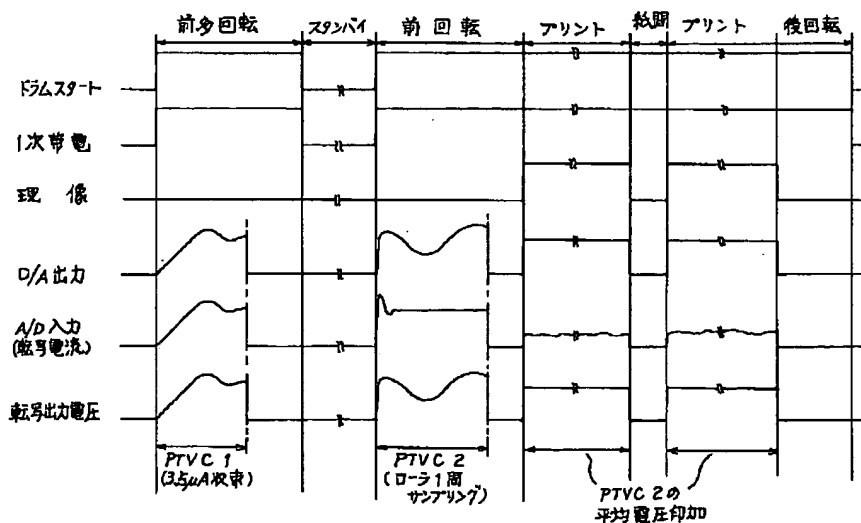 前多回転
スタンバイ
前回転
プリント
紙間
プリント
後回転
ドラムスタート
1次帯電
現像
D/A出力
A/D入力
(転写電流)
転写出力電圧
PTVC 1
(3.5μA収束)
PTVC 2
(ローラ1周
サンプリング)
PTVC 2の
平均電圧印加